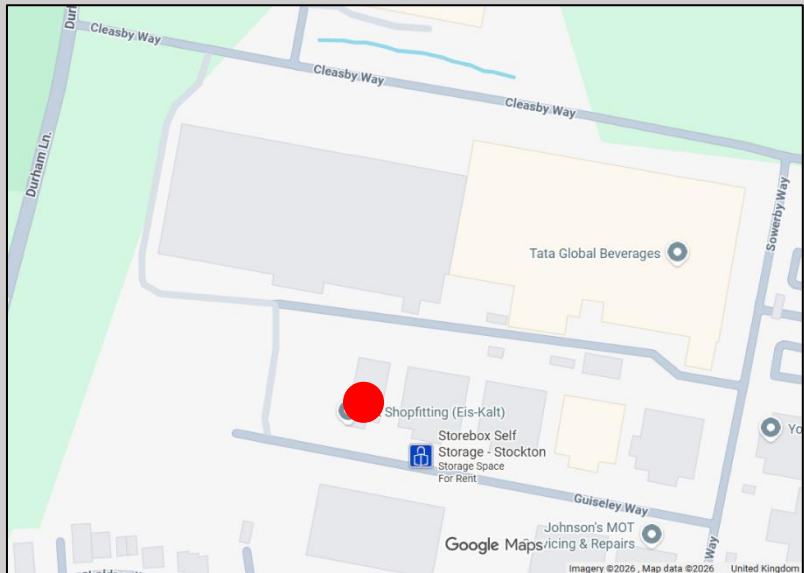 Cleasby Way
Cleasby Way
Cleasby Way
Durham Ln.
Sowerby Way
Tata Global Beverages
Shopfitting (Eis-Kalt)
Storebox Self
Storage - Stockton
Storage Space
For Rent
Guiseley Way
Johnson's MOT
Repairs
Way
Google Maps
Imagery ©2026 , Map data ©2026 United Kingdom